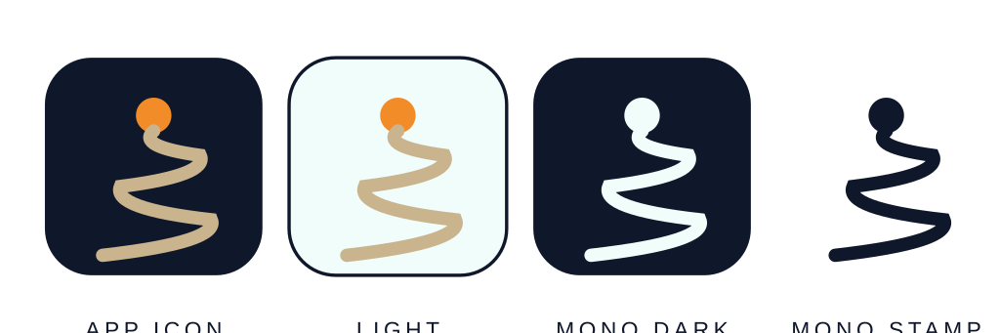 APP ICON
LIGHT
MONO DARK
MONO STAMP